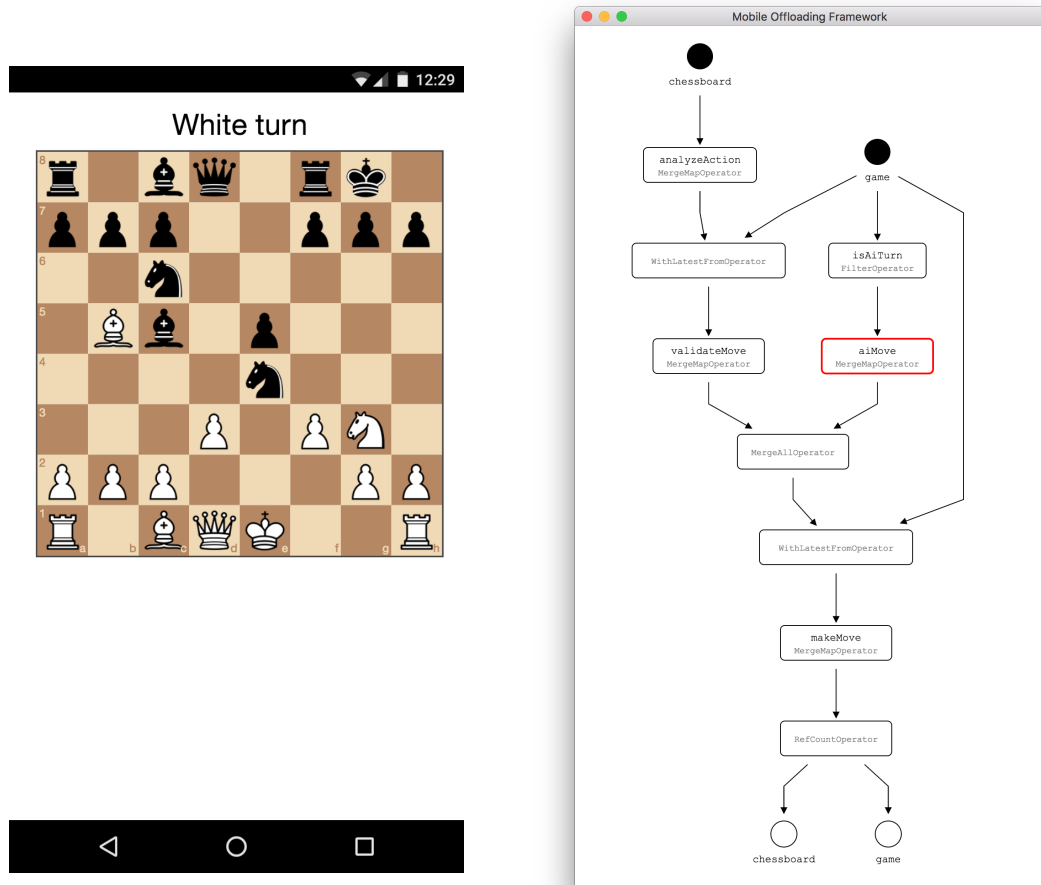 12:29
White turn
8
7
6
5
4
3
2
1
a b c d e f g h
Mobile Offloading Framework
chessboard
analyzeAction
MergeMapOperator
game
WithLatestFromOperator
isAiTurn
FilterOperator
validateMove
MergeMapOperator
aiMove
MergeMapOperator
MergeAllOperator
WithLatestFromOperator
makeMove
MergeMapOperator
RefCountOperator
chessboard
game